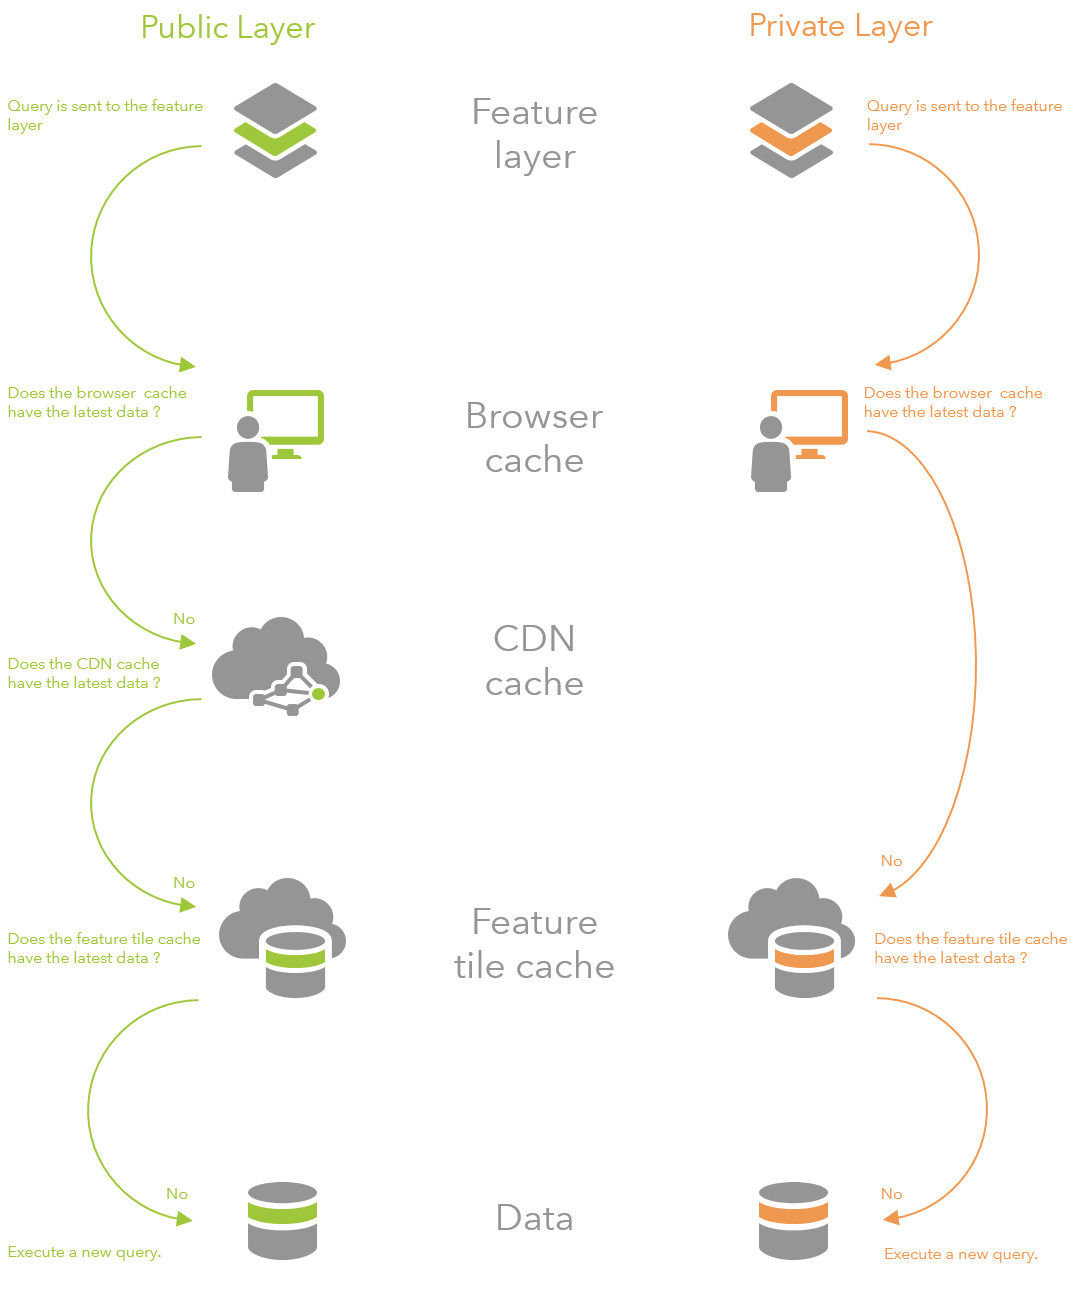 Public Layer
Private Layer
Query is sent to the feature
layer
Feature
layer
Query is sent to the feature
layer
Does the browser  cache
have the latest data ?
Browser
cache
Does the browser  cache
have the latest data ?
No
Does the CDN cache
have the latest data ?
CDN
cache
No
Does the feature tile cache
have the latest data ?
Feature
tile cache
No
Does the feature tile cache
have the latest data ?
No
Execute a new query.
Data
No
Execute a new query.